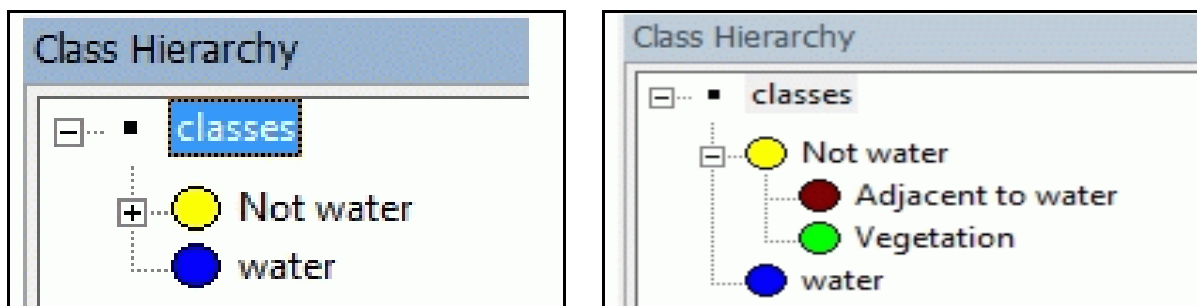 Class Hierarchy
classes
Not water
water
Class Hierarchy
classes
Not water
Adjacent to water
Vegetation
water